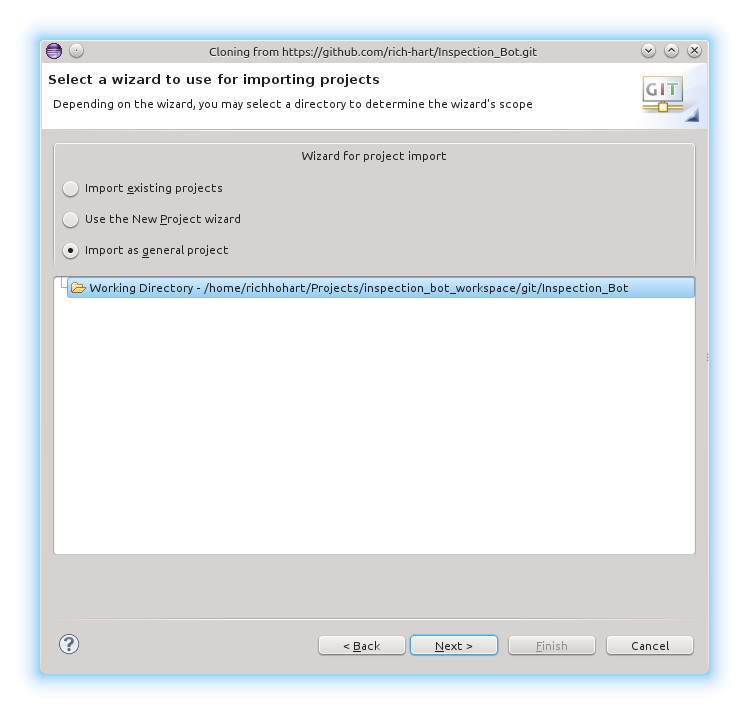 Cloning from https://github.com/rich-hart/Inspection_Bot.git
Select a wizard to use for importing projects
Depending on the wizard, you may select a directory to determine the wizard's scope
GIT
Wizard for project import
Import existing projects
Use the New Project wizard
Import as general project
Working Directory - /home/richhohart/Projects/inspection_bot_workspace/git/Inspection_Bot
?
< Back
Next >
Finish
Cancel